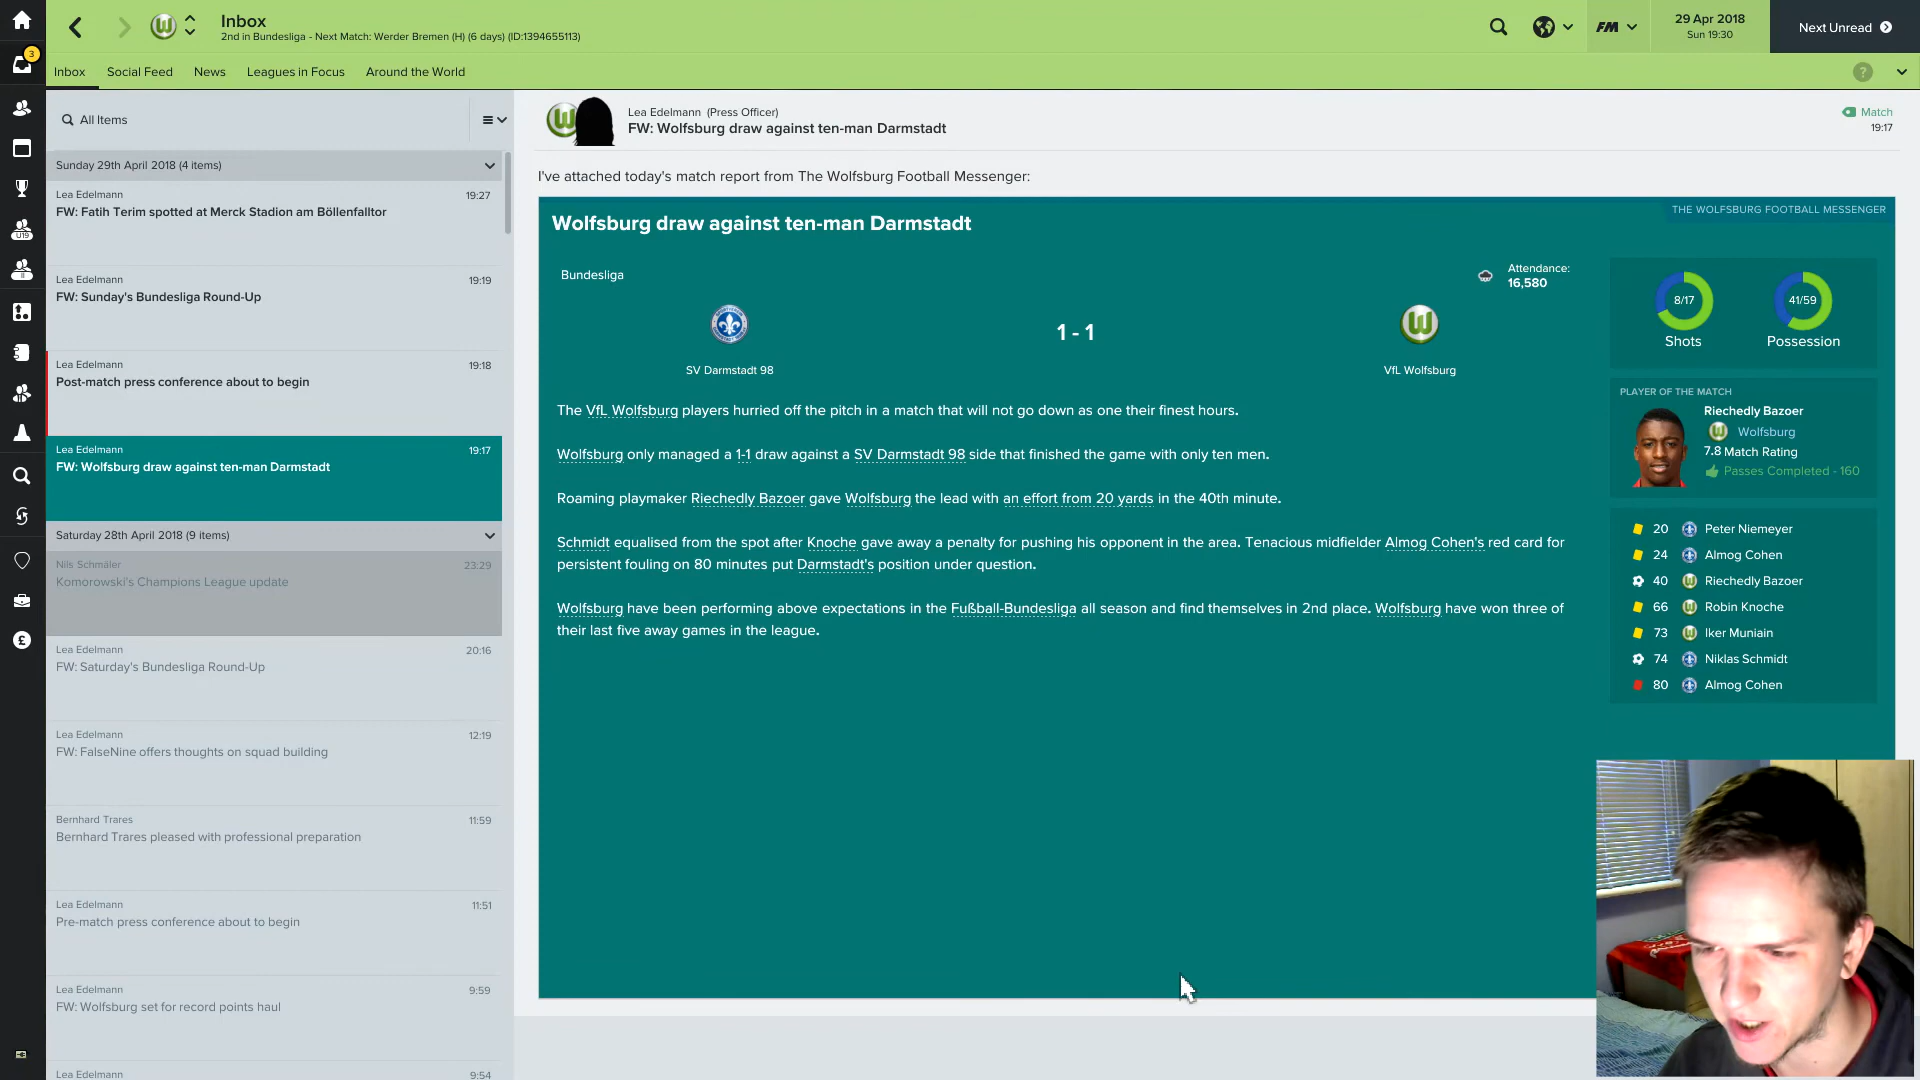 Inbox
2nd in Bundesliga - Next Match: Werder Bremen (H) (6 days) (ID:1394655113)
FM
29 Apr 2018
Sun 19:30
Next Unread
3
Inbox
Social Feed
News
Leagues in Focus
Around the World
?
All Items
Sunday 29th April 2018 (4 items)
Lea Edelmann
19:27
FW: Fatih Terim spotted at Merck Stadion am Böllenfalltor
Lea Edelmann
19:19
FW: Sunday's Bundesliga Round-Up
Lea Edelmann
19:18
Post-match press conference about to begin
Lea Edelmann
19:17
FW: Wolfsburg draw against ten-man Darmstadt
Saturday 28th April 2018 (9 items)
Nils Schmäler
23:29
Komorowski's Champions League update
Lea Edelmann
20:16
FW: Saturday's Bundesliga Round-Up
Lea Edelmann
12:19
FW: FalseNine offers thoughts on squad building
Bernhard Trares
11:59
Bernhard Trares pleased with professional preparation
Lea Edelmann
11:51
Pre-match press conference about to begin
Lea Edelmann
9:59
FW: Wolfsburg set for record points haul
Lea Edelmann
9:54
Lea Edelmann (Press Officer)
FW: Wolfsburg draw against ten-man Darmstadt
Match
19:17
I've attached today's match report from The Wolfsburg Football Messenger:
THE WOLFSBURG FOOTBALL MESSENGER
Wolfsburg draw against ten-man Darmstadt
Bundesliga
Attendance:
16,580
1 - 1
SV Darmstadt 98
VfL Wolfsburg
The VfL Wolfsburg players hurried off the pitch in a match that will not go down as one their finest hours.
Wolfsburg only managed a 1-1 draw against a SV Darmstadt 98 side that finished the game with only ten men.
Roaming playmaker Riechedly Bazoer gave Wolfsburg the lead with an effort from 20 yards in the 40th minute.
Schmidt equalised from the spot after Knoche gave away a penalty for pushing his opponent in the area. Tenacious midfielder Almog Cohen's red card for
persistent fouling on 80 minutes put Darmstadt's position under question.
Wolfsburg have been performing above expectations in the Fußball-Bundesliga all season and find themselves in 2nd place. Wolfsburg have won three of
their last five away games in the league.
8/17
41/59
Shots
Possession
PLAYER OF THE MATCH
Riechedly Bazoer
Wolfsburg
7.8 Match Rating
Passes Completed - 160
20 Peter Niemeyer
24 Almog Cohen
40 Riechedly Bazoer
66 Robin Knoche
73 Iker Muniain
74 Niklas Schmidt
80 Almog Cohen